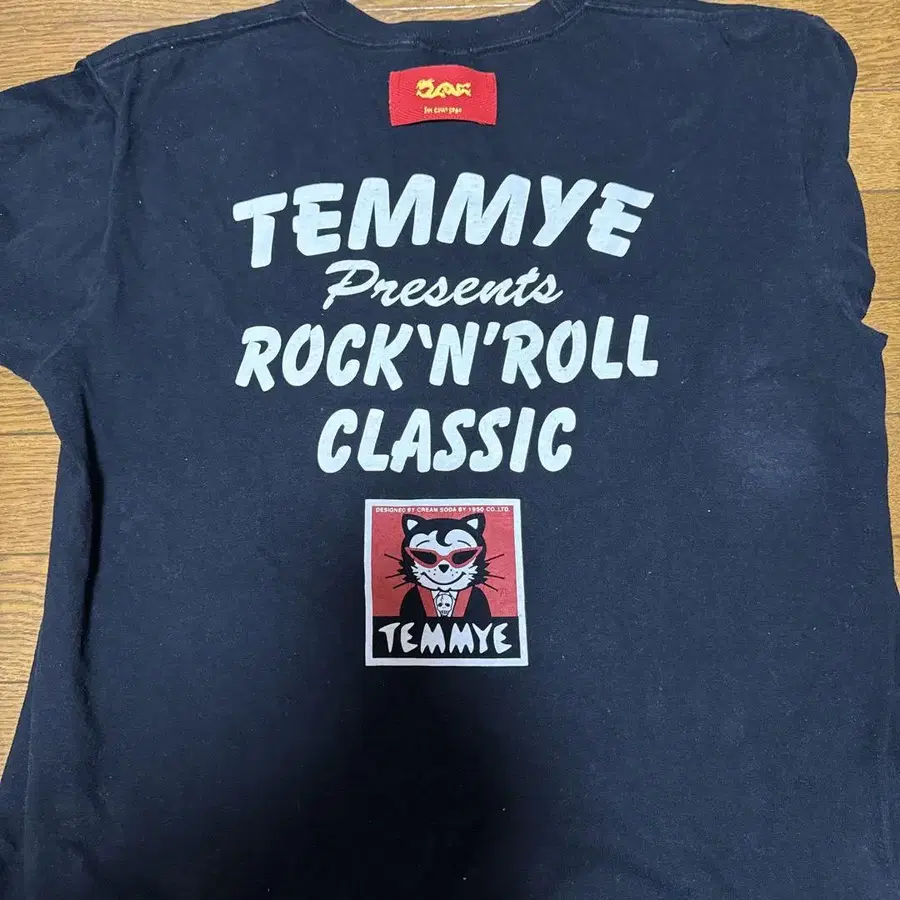 TEMMYE
Presents
ROCK'N'ROLL
CLASSIC
DESIGNED BY CREAM SODA BY 1950 CO.,LTD.
TEMMYE